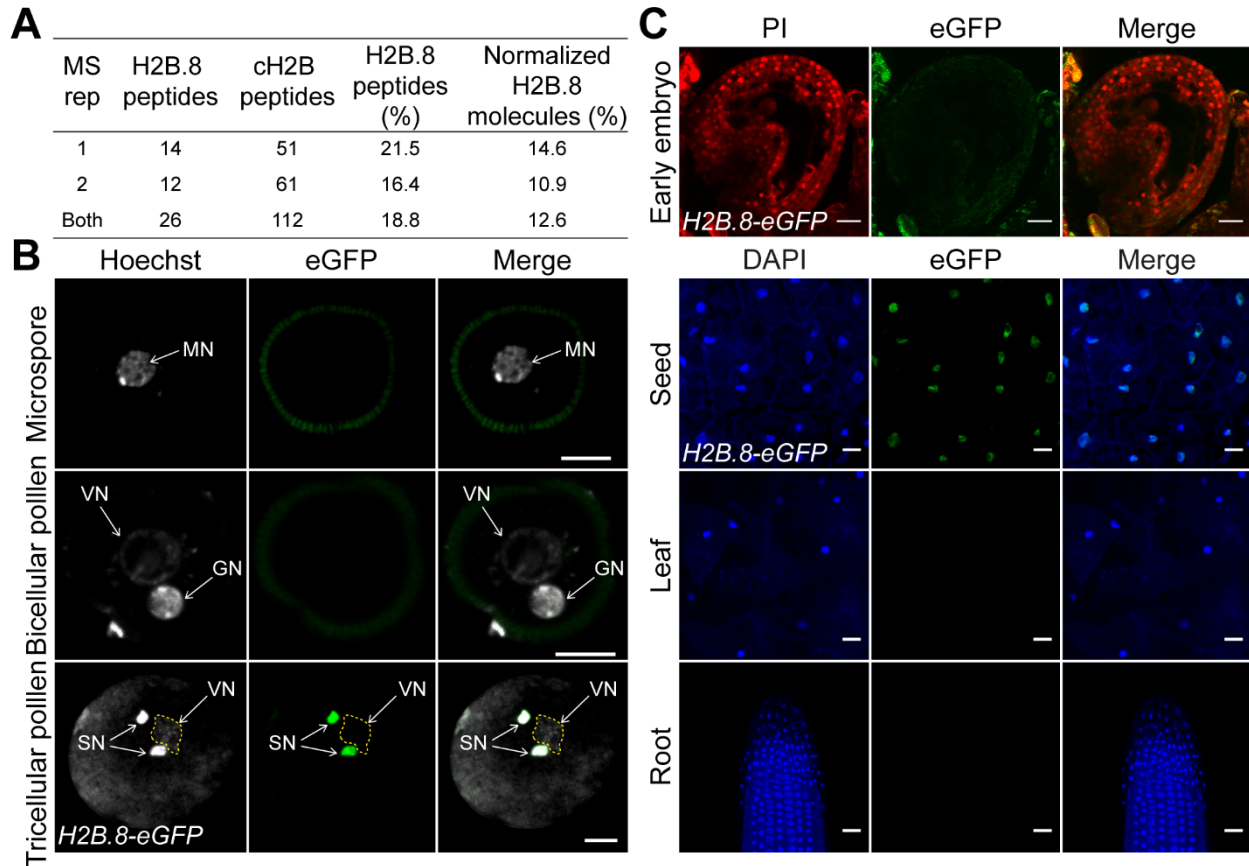 A
MS rep H2B.8 peptides cH2B peptides H2B.8 peptides (%) Normalized H2B.8 molecules (%)
1 14 51 21.5 14.6
2 12 61 16.4 10.9
Both 26 112 18.8 12.6
B
Hoechst eGFP Merge
Microspore
MN
MN
Bicellular polllen
VN
GN
VN
GN
Tricellular polllen
VN
SN
VN
SN
VN
SN
H2B.8-eGFP
C
PI eGFP Merge
Early embryo
H2B.8-eGFP
DAPI eGFP Merge
Seed
H2B.8-eGFP
Leaf
Root